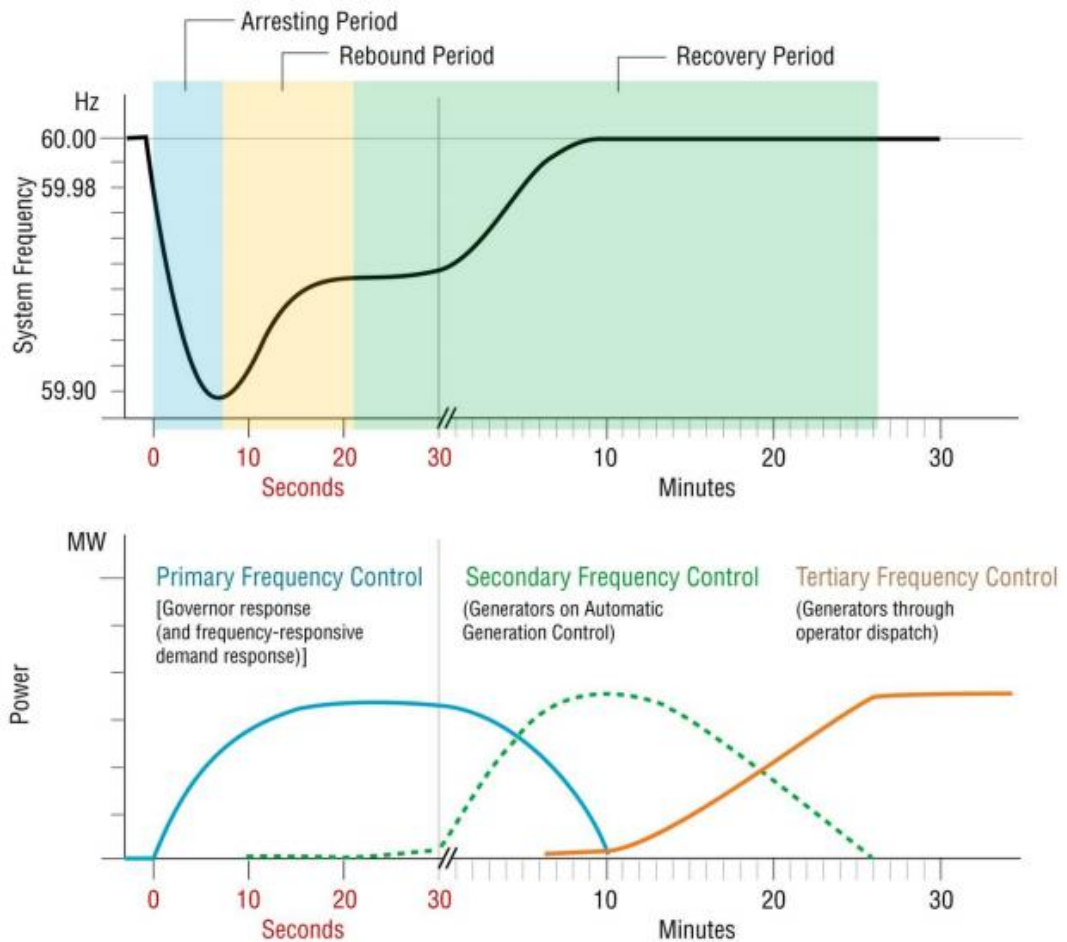 Arresting Period
Rebound Period
Recovery Period
Hz
60.00
59.98
59.90
System Frequency
0 10 20 30 10 20 30
Seconds Minutes
MW
Primary Frequency Control
[Governor response
(and frequency-responsive
demand response)]
Secondary Frequency Control
(Generators on Automatic
Generation Control)
Tertiary Frequency Control
(Generators through
operator dispatch)
Power
0 10 20 30 10 20 30
Seconds Minutes